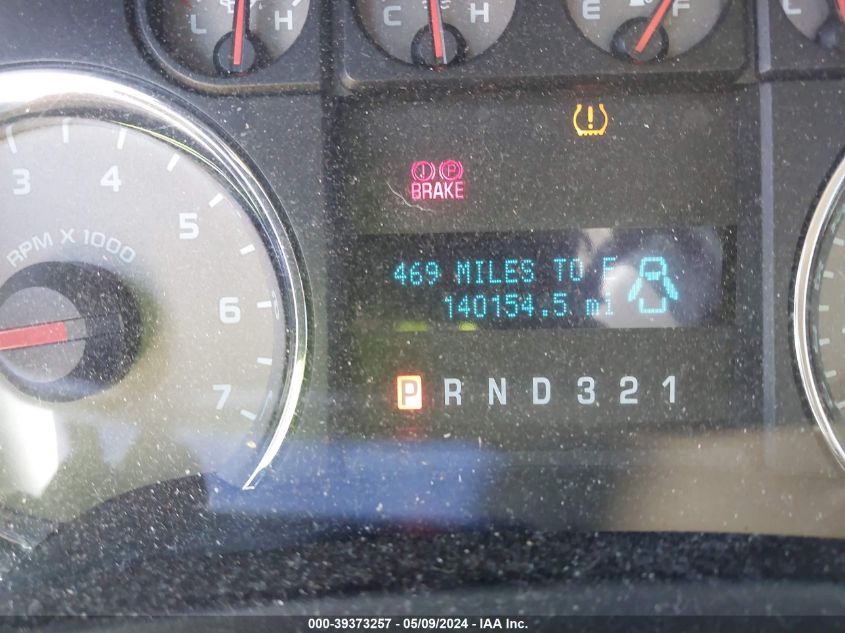 L H
C H
E F
L
3 4 5 6 7
RPM X 1000
! P
BRAKE
!
469 MILES TO E
140154.5 mi
P R N D 3 2 1
000-39373257 - 05/09/2024 - IAA Inc.